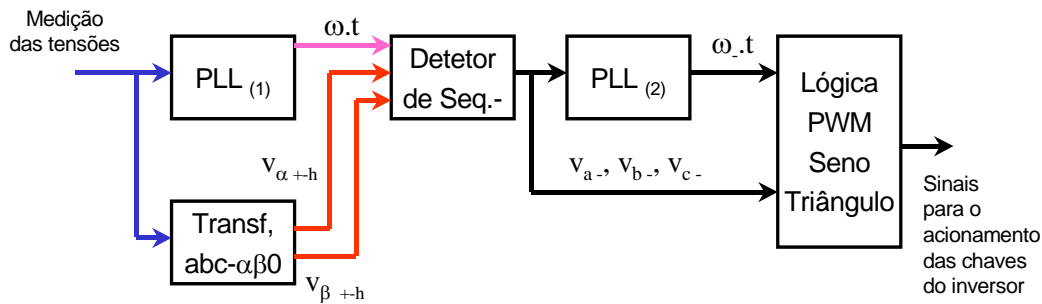 Medição
das tensões
PLL (1)
ω.t
Detetor
de Seq.-
PLL (2)
ω-.t
Lógica
PWM
Seno
Triângulo
vα +-h
va -, vb -, vc -
Transf,
abc-αβ0
vβ +-h
Sinais
para o
acionamento
das chaves
do inversor